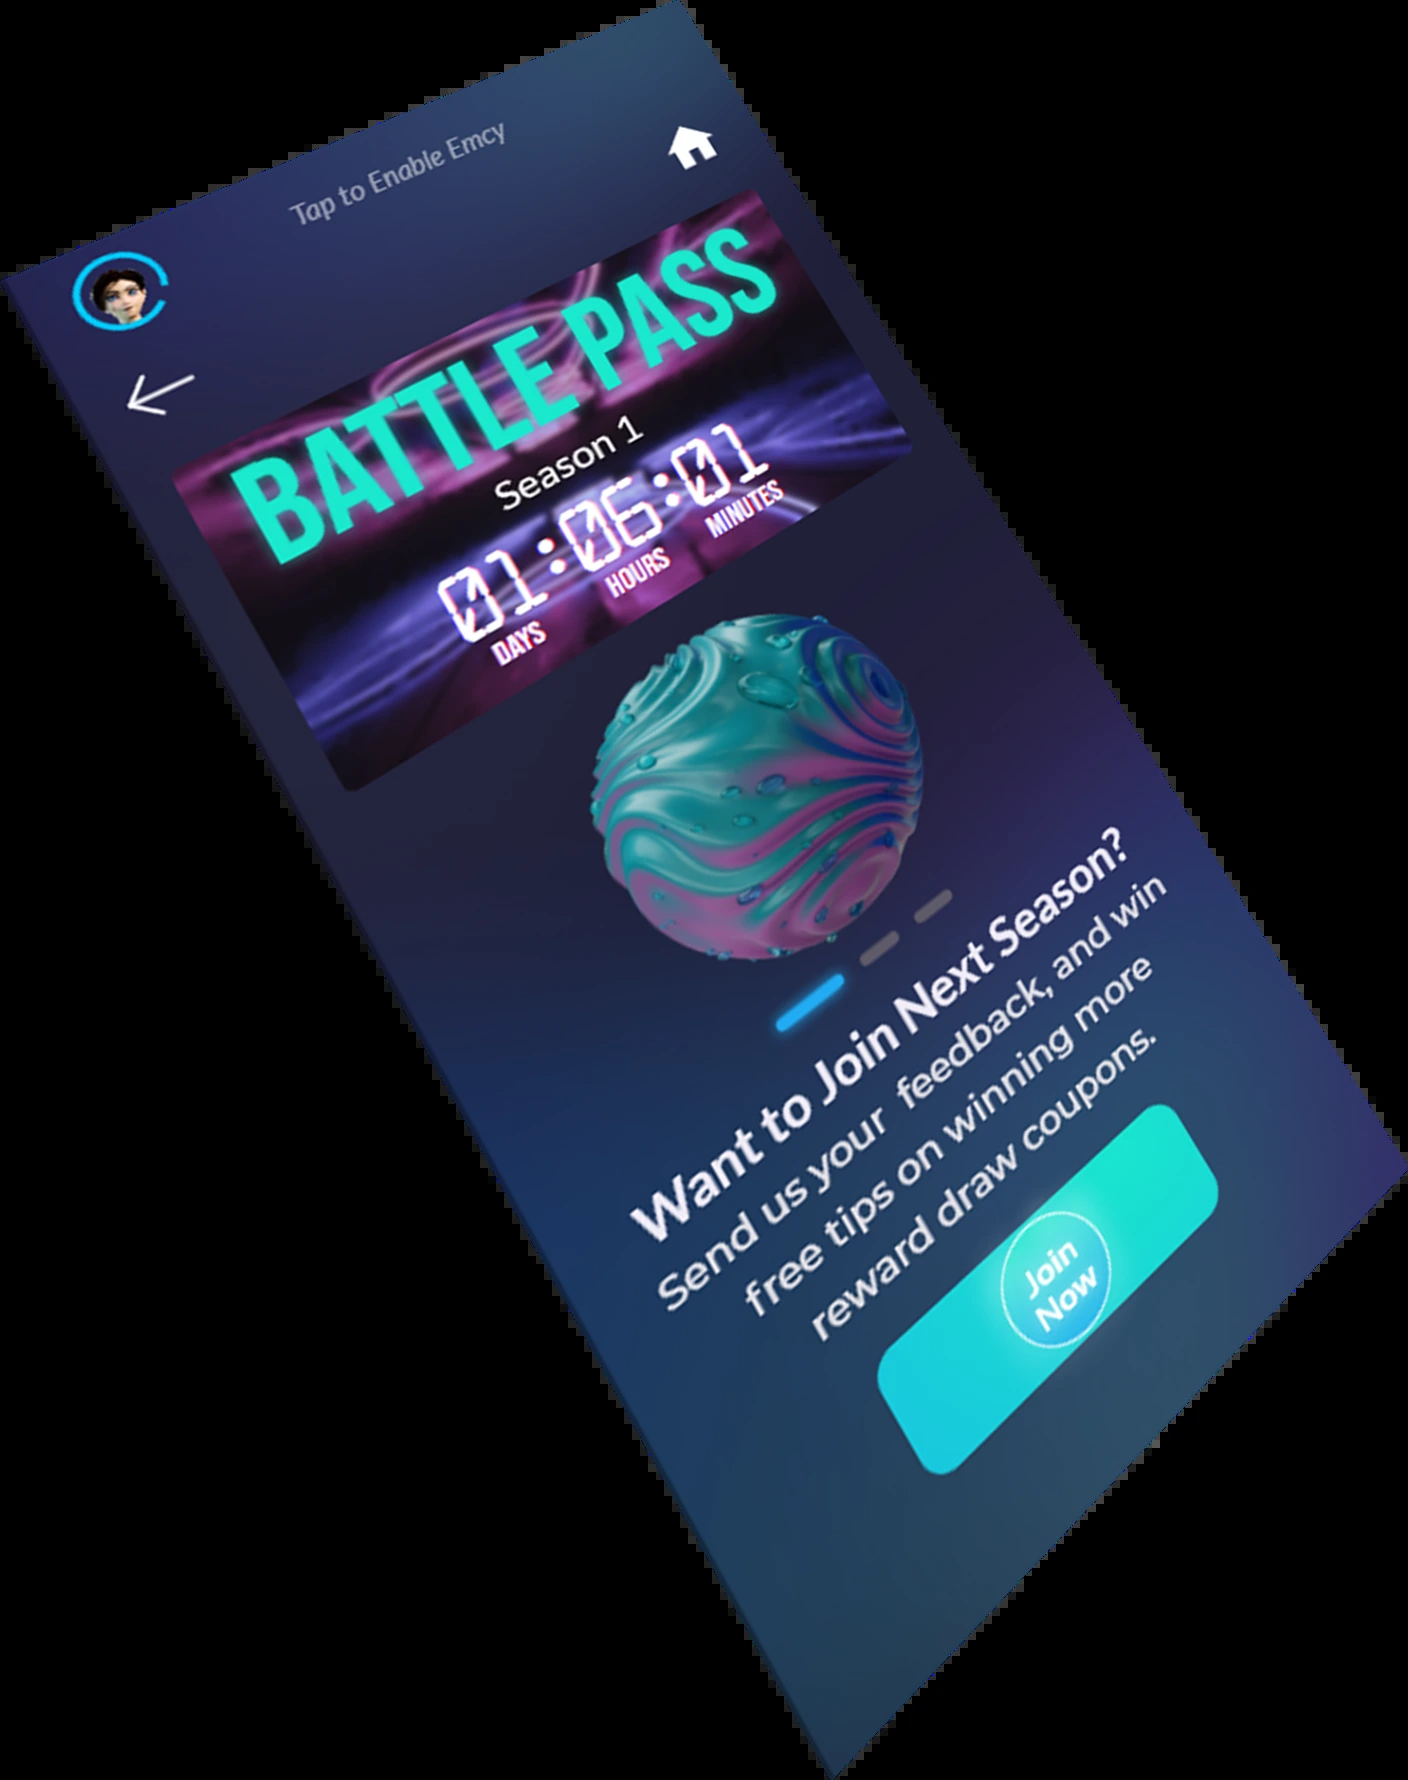 Tap to Enable Emcy
BATTLE PASS
Season 1
01:06:01
DAYS HOURS MINUTES
Want to Join Next Season?
Send us your feedback, and win
free tips on winning more
reward draw coupons.
Join
Now